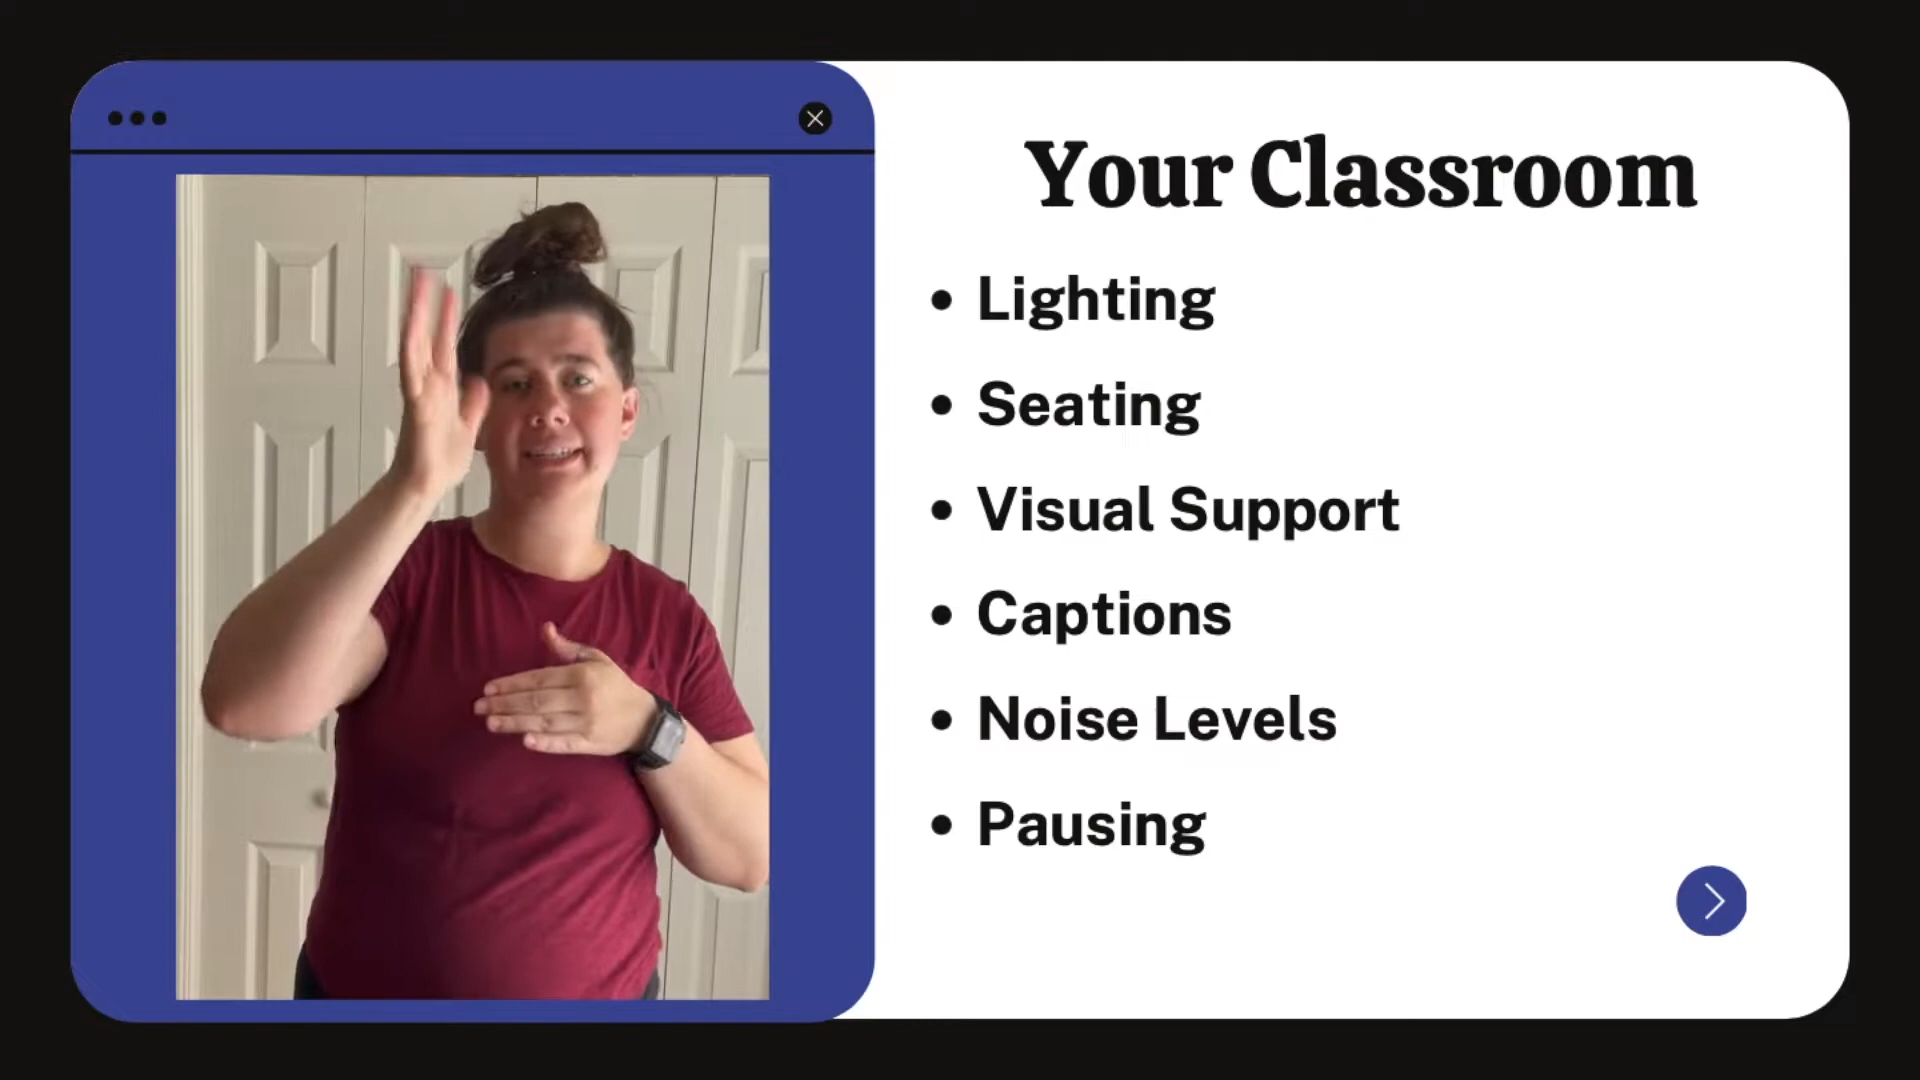 Your Classroom
Lighting
Seating
Visual Support
Captions
Noise Levels
Pausing